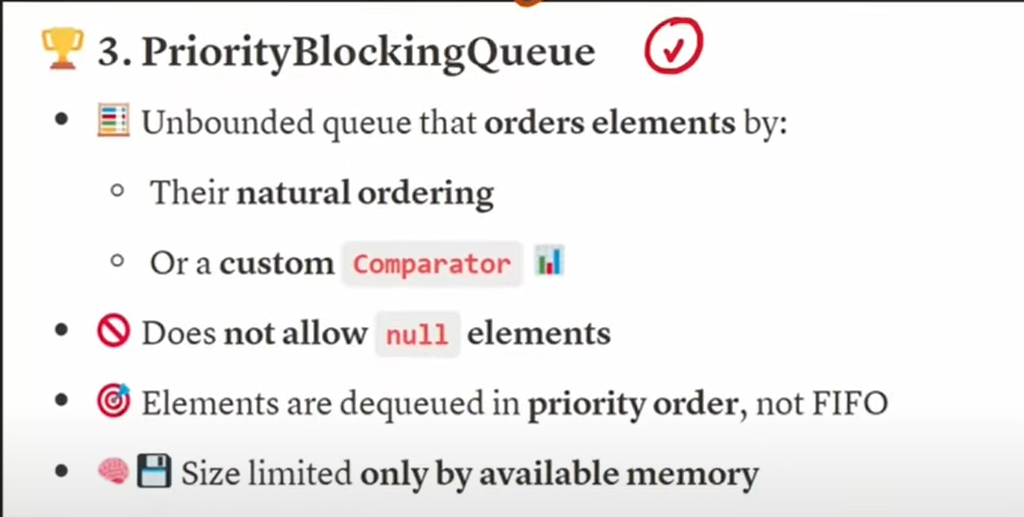 3. PriorityBlockingQueue
Unbounded queue that orders elements by:
Their natural ordering
Or a custom Comparator
Does not allow null elements
Elements are dequeued in priority order, not FIFO
Size limited only by available memory